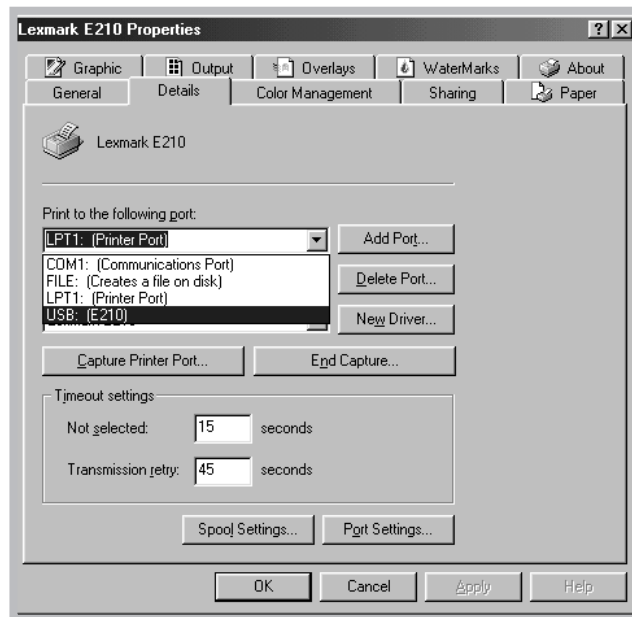 Lexmark E210 Properties
Graphic Output Overlays WaterMarks About
General Details Color Management Sharing Paper
Lexmark E210
Print to the following port:
LPT1: (Printer Port) Add Port...
COM1: (Communications Port)
FILE: (Creates a file on disk) Delete Port...
LPT1: (Printer Port)
USB: (E210) New Driver...
Capture Printer Port... End Capture...
Timeout settings
Not selected: 15 seconds
Transmission retry: 45 seconds
Spool Settings... Port Settings...
OK Cancel Apply Help